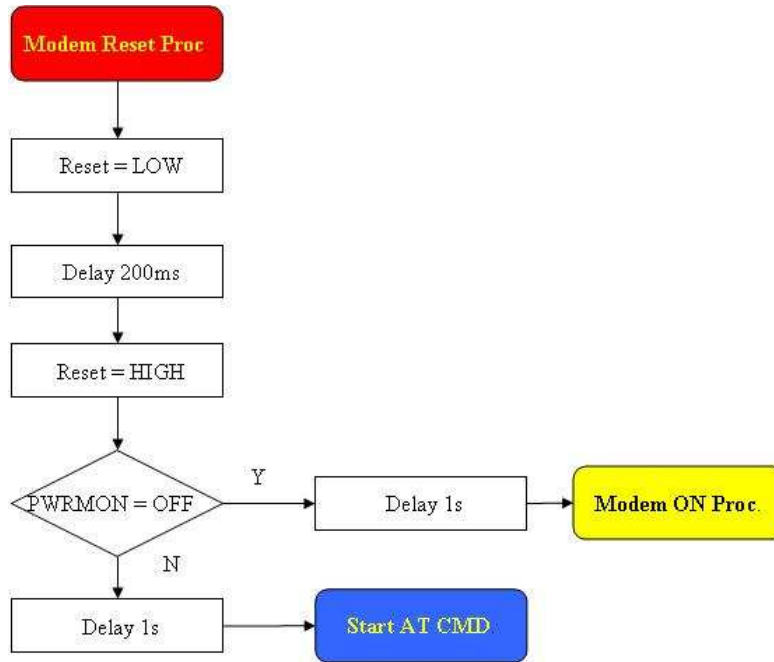 Modem Reset Proc
Reset = LOW
Delay 200ms
Reset = HIGH
PWRMON = OFF
Y
Delay 1s
Modem ON Proc.
N
Delay 1s
Start AT CMD.